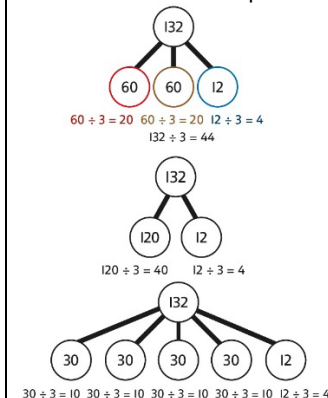 132
60 60 12
60 ÷ 3 = 20 60 ÷ 3 = 20 12 ÷ 3 = 4
132 ÷ 3 = 44
132
120 12
120 ÷ 3 = 40 12 ÷ 3 = 4
132
30 30 30 30 12
30 ÷ 3 = 10 30 ÷ 3 = 10 30 ÷ 3 = 10 30 ÷ 3 = 10 12 ÷ 3 = 4